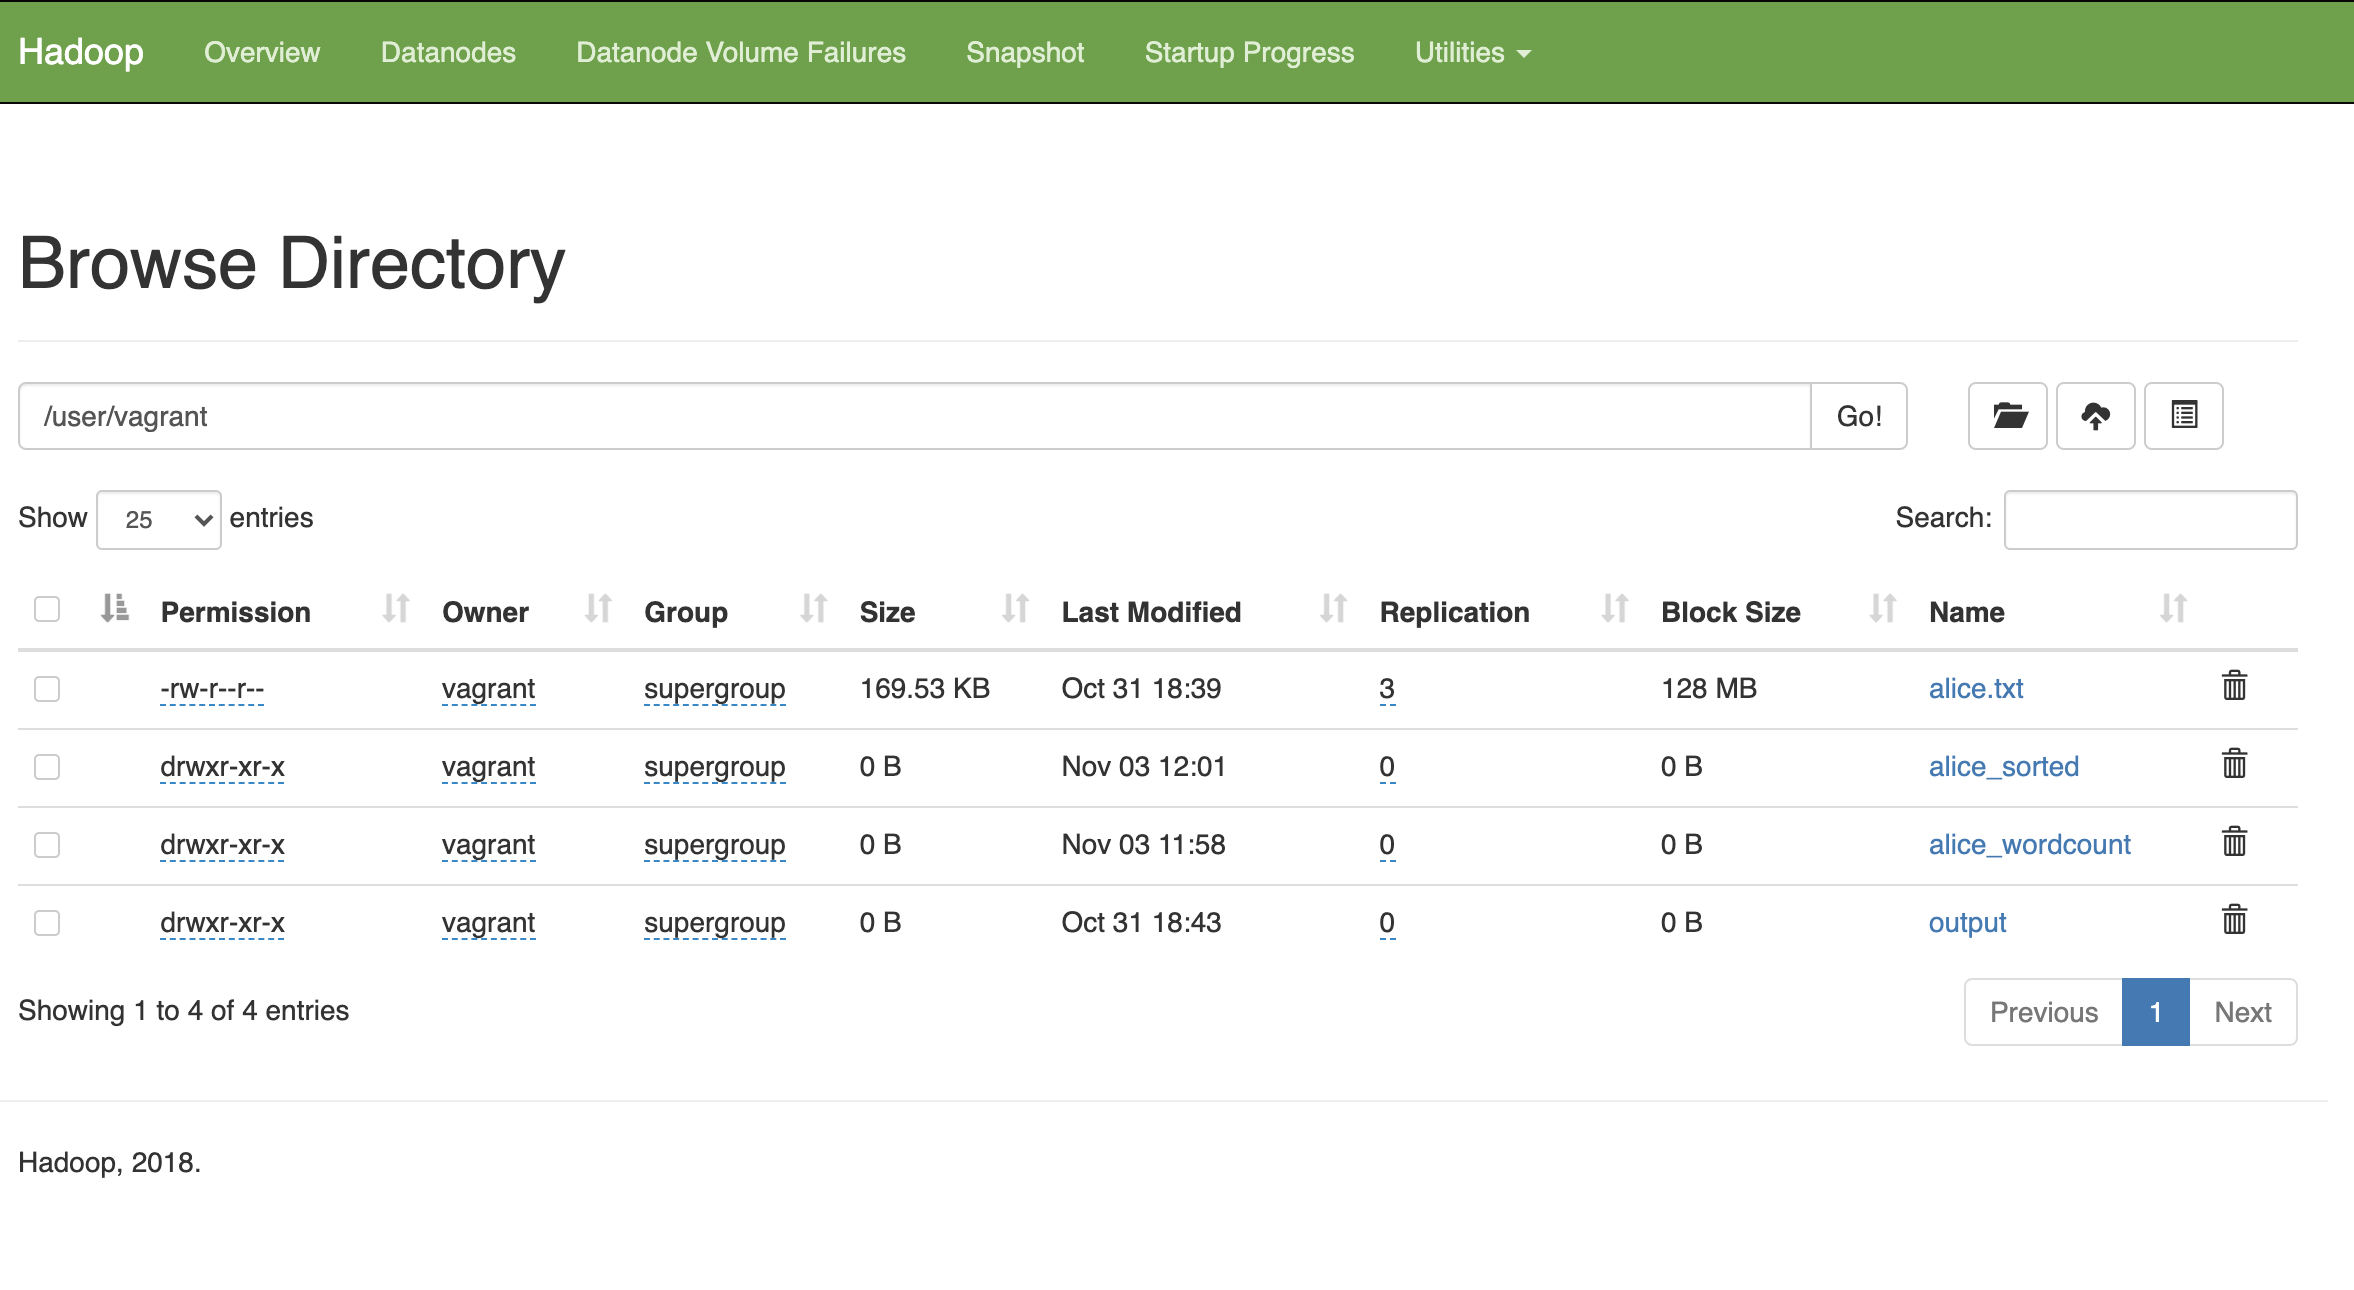 Hadoop Overview Datanodes Datanode Volume Failures Snapshot Startup Progress Utilities
Browse Directory
/user/vagrant Go!
Show 25 entries Search:
Permission Owner Group Size Last Modified Replication Block Size Name
-rw-r--r-- vagrant supergroup 169.53 KB Oct 31 18:39 3 128 MB alice.txt
drwxr-xr-x vagrant supergroup 0 B Nov 03 12:01 0 0 B alice_sorted
drwxr-xr-x vagrant supergroup 0 B Nov 03 11:58 0 0 B alice_wordcount
drwxr-xr-x vagrant supergroup 0 B Oct 31 18:43 0 0 B output
Showing 1 to 4 of 4 entries Previous 1 Next
Hadoop, 2018.